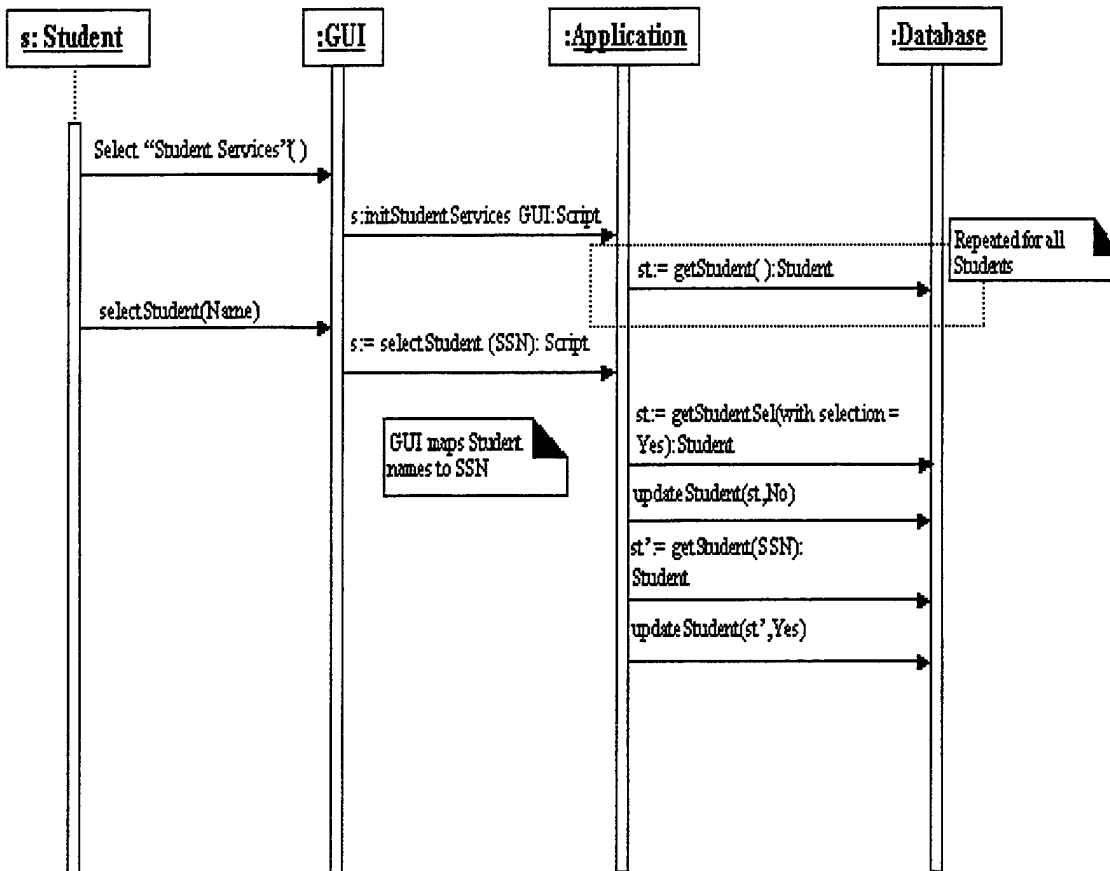 s: Student
:GUI
:Application
:Database
Select “Student Services”( )
s:initStudentServices GUI:Script
Repeated for all
Students
st:= getStudent( ):Student
selectStudent(Name)
s:= selectStudent (SSN): Script
GUI maps Student
names to SSN
st:= getStudentSel(with selection =
Yes):Student
updateStudent(st,No)
st’:= getStudent(SSN):
Student
updateStudent(st’,Yes)